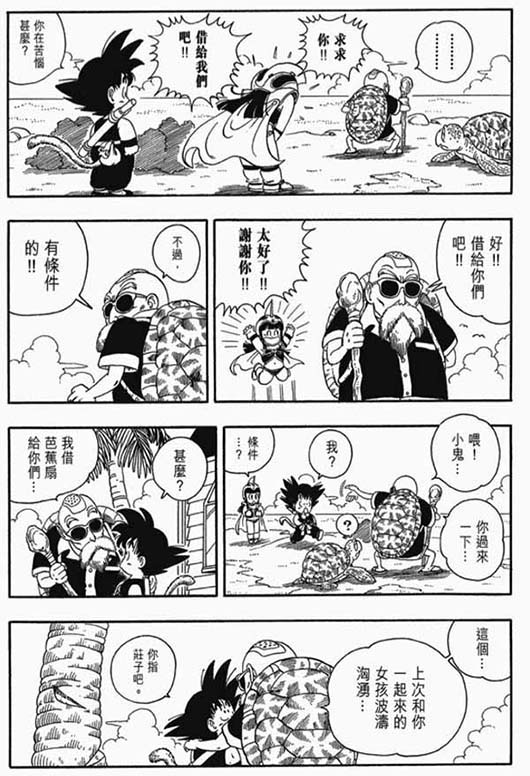 …………
求求
你!!
借給我們
吧!!
你在苦惱
甚麼?
好!!
借給你們
吧!!
太好了!!
謝謝你!!
不過,
有條件
的!!
喂!
小鬼…
你過來
一下…
我?
條件
…?
?
甚麼?
我借
芭蕉扇
給你們…
這個…
上次和你
一起來的
女孩波濤
洶湧…
你指
莊子吧。